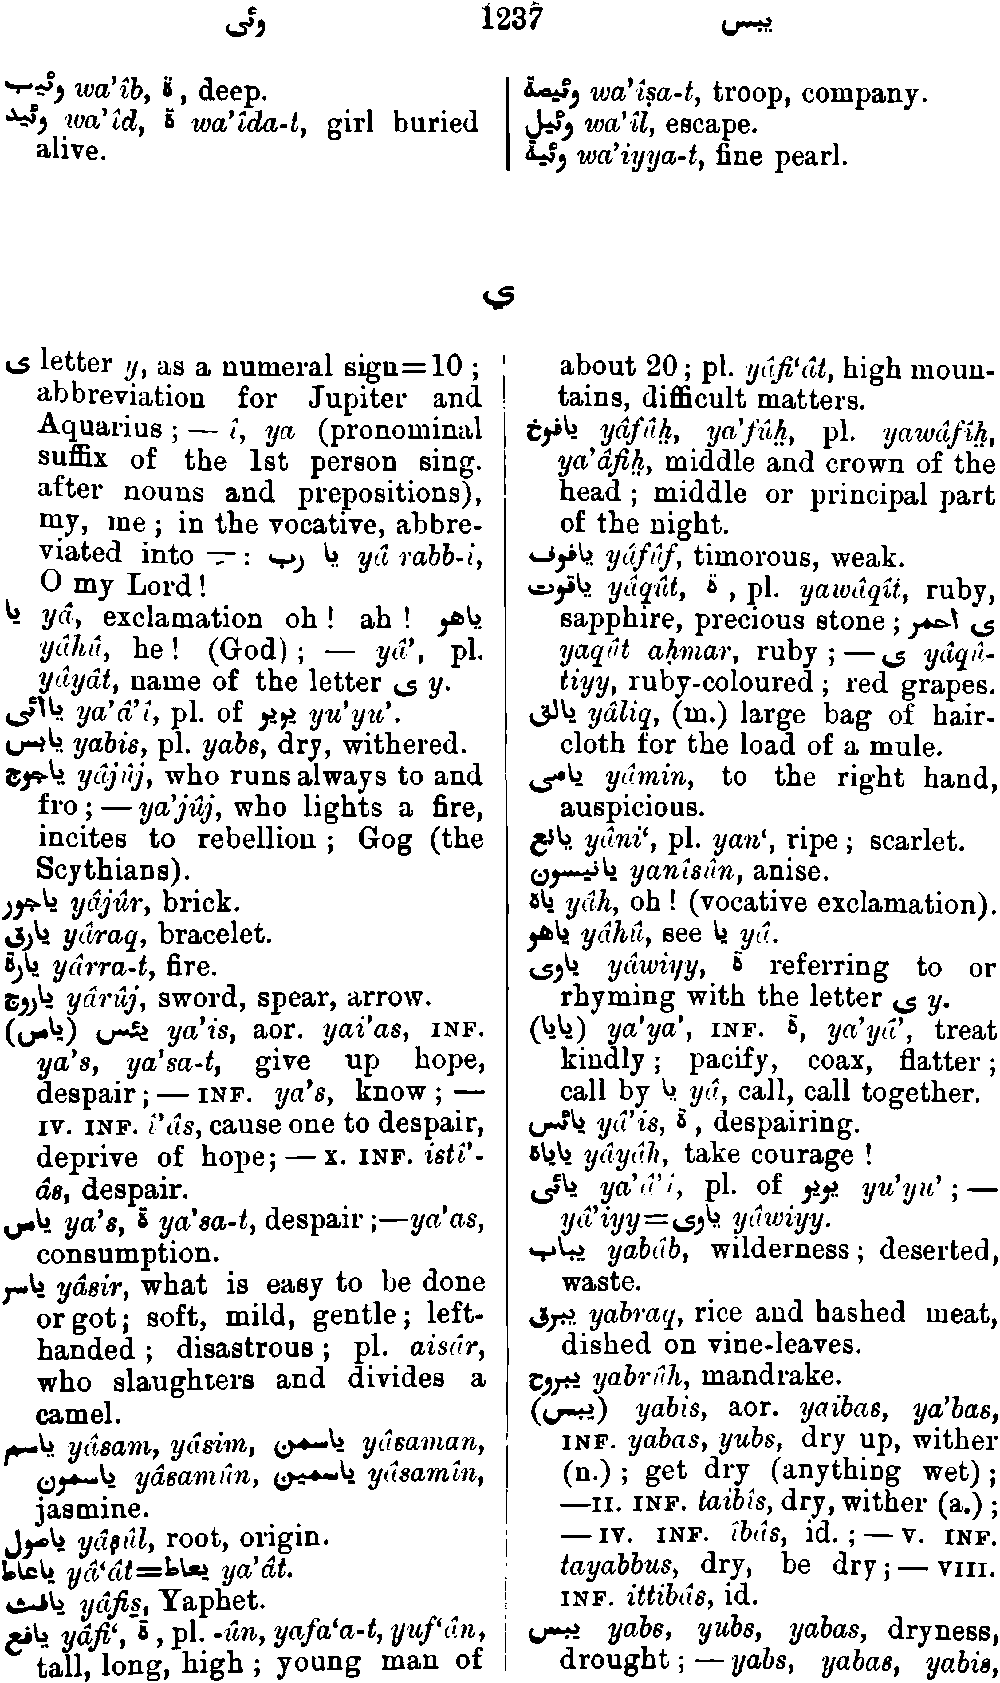 وئى 1237 يبس
وئيب wa'îb, ة, deep.
وئيد wa'îd, ة wa'îda-t, girl buried
alive.
وئيصة wa'îṣa-t, troop, company.
وئيل wa'îl, escape.
وئية wa'iyya-t, fine pearl.
ي
ى letter y, as a numeral sign=10;
abbreviation for Jupiter and
Aquarius; — î, ya (pronominal
suffix of the 1st person sing.
after nouns and prepositions),
my, me; in the vocative, abbre-
viated into —: يا رب yâ rabb-i,
O my Lord!
يا yâ, exclamation oh! ah! ياهو
yâhû, he! (God); — yâ', pl.
yâyât, name of the letter ى y.
يائى ya'â'î, pl. of يويو yu'yu'.
يابس yabis, pl. yabs, dry, withered.
ياجوج yâjûj, who runs always to and
fro; — ya'jûj, who lights a fire,
incites to rebellion; Gog (the
Scythians).
ياجور yâjûr, brick.
يارق yâraq, bracelet.
يارة yârra-t, fire.
ياروج yârûj, sword, spear, arrow.
(ياس) يئس ya'is, aor. yai'as, INF.
ya's, ya'sa-t, give up hope,
despair; — INF. ya's, know; —
IV. INF. î'âs, cause one to despair,
deprive of hope; — X. INF. istî'-
âs, despair.
ياس ya's, ة ya'sa-t, despair;—ya'as,
consumption.
ياسر yâsir, what is easy to be done
or got; soft, mild, gentle; left-
handed; disastrous; pl. aisâr,
who slaughters and divides a
camel.
ياسم yâsam, yâsim, ياسمن yâsaman,
ياسمون yâsamûn, ياسمين yâsamîn,
jasmine.
ياصول yâṣûl, root, origin.
ياعاط yâ‘ât=يعاط ya'ât.
يافث yâfis̱, Yaphet.
يافع yâfi‘, ة, pl. -ûn, yafa‘a-t, yuf‘ân,
tall, long, high; young man of
about 20; pl. yâfi‘ât, high moun-
tains, difficult matters.
يافوخ yâfûḫ, ya'fûḫ, pl. yawâfîḫ,
ya'âfîḫ, middle and crown of the
head; middle or principal part
of the night.
يافوف yâfûf, timorous, weak.
ياقوت yâqût, ة, pl. yawâqît, ruby,
sapphire, precious stone; ى احمر
yaqût aḥmar, ruby; — ى yâqû-
tiyy, ruby-coloured; red grapes.
يالق yâliq, (m.) large bag of hair-
cloth for the load of a mule.
يامن yâmin, to the right hand,
auspicious.
يانع yâni‘, pl. yan‘, ripe; scarlet.
يانيسون yanîsûn, anise.
ياه yâh, oh! (vocative exclamation).
ياهو yâhû, see يا yâ.
ياوى yâwiyy, ة referring to or
rhyming with the letter ى y.
(يايا) ya'ya', INF. ة, ya'yâ', treat
kindly; pacify, coax, flatter;
call by يا yâ, call, call together.
يائس yâ'is, ة, despairing.
ياياه yâyâh, take courage!
يائى ya'â'î, pl. of يويو yu'yu'; —
yâ'iyy=ياوى yâwiyy.
يباب yabâb, wilderness; deserted,
waste.
يبرق yabraq, rice and hashed meat,
dished on vine-leaves.
يبروح yabrûḥ, mandrake.
(يبس) yabis, aor. yaibas, ya'bas,
INF. yabas, yubs, dry up, wither
(n.); get dry (anything wet);
—II. INF. taibîs, dry, wither (a.);
— IV. INF. îbâs, id.; — V. INF.
tayabbus, dry, be dry; — VIII.
INF. ittibâs, id.
يبس yabs, yubs, yabas, dryness,
drought; — yabs, yabas, yabis,